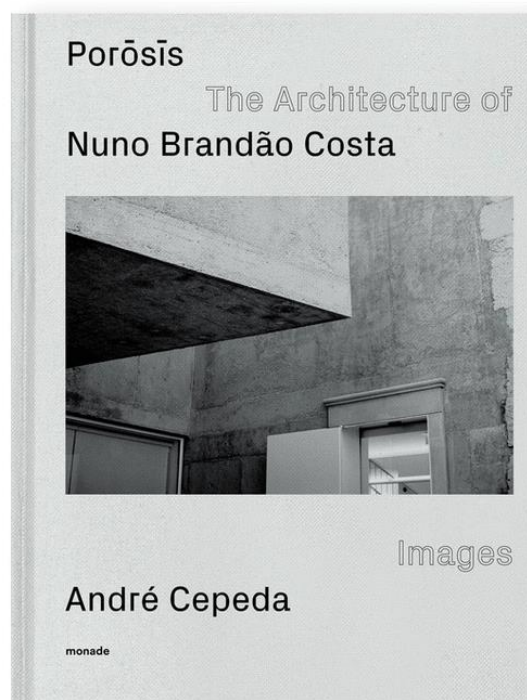 Porōsīs
The Architecture of
Nuno Brandão Costa
Images
André Cepeda
monade